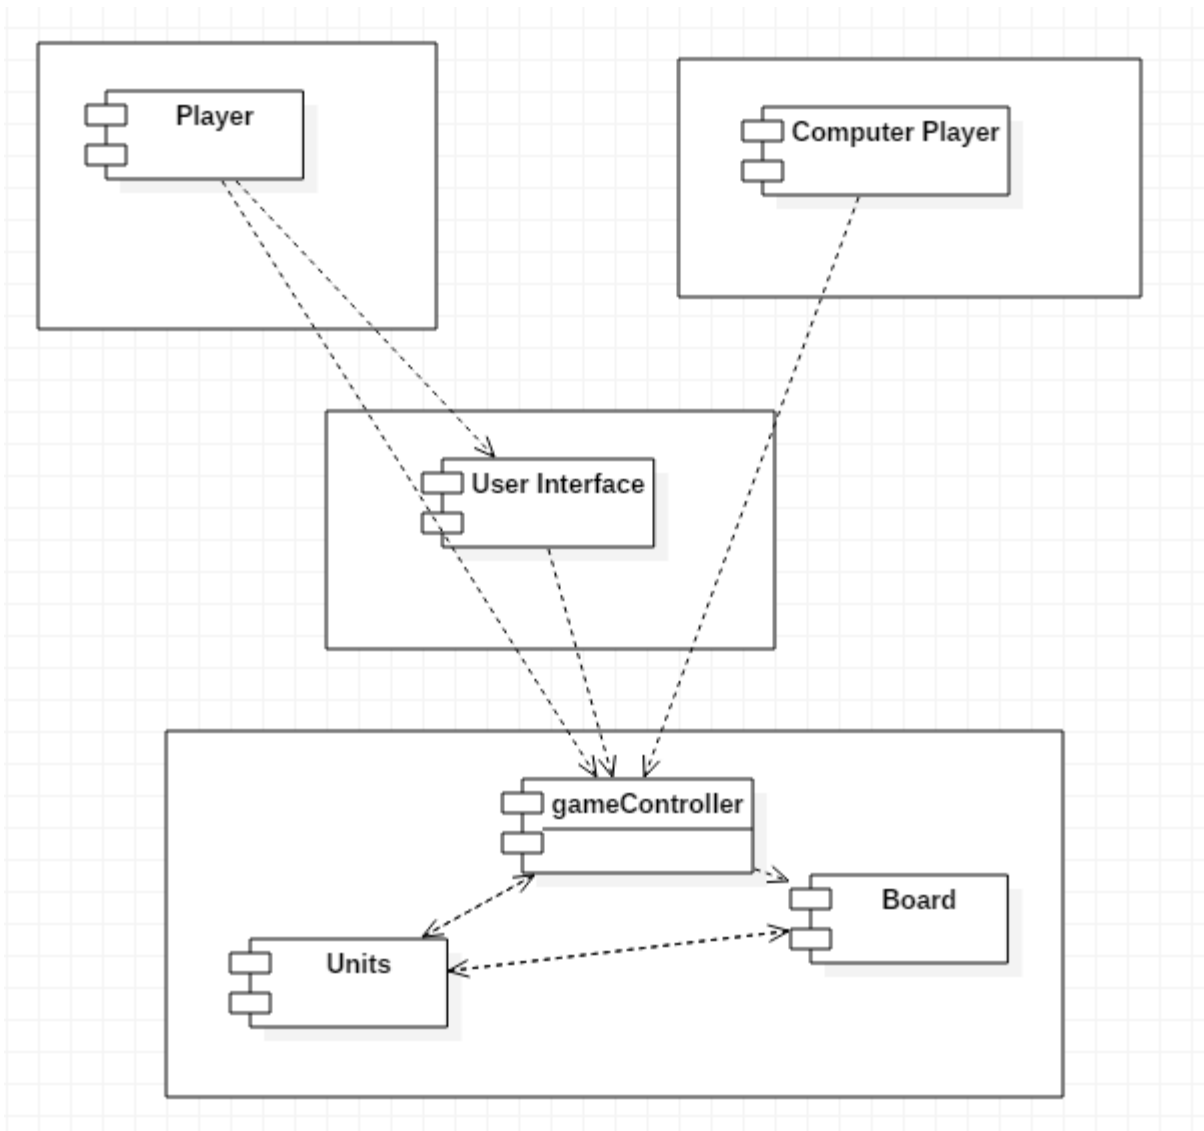 Player
Computer Player
User Interface
gameController
Board
Units